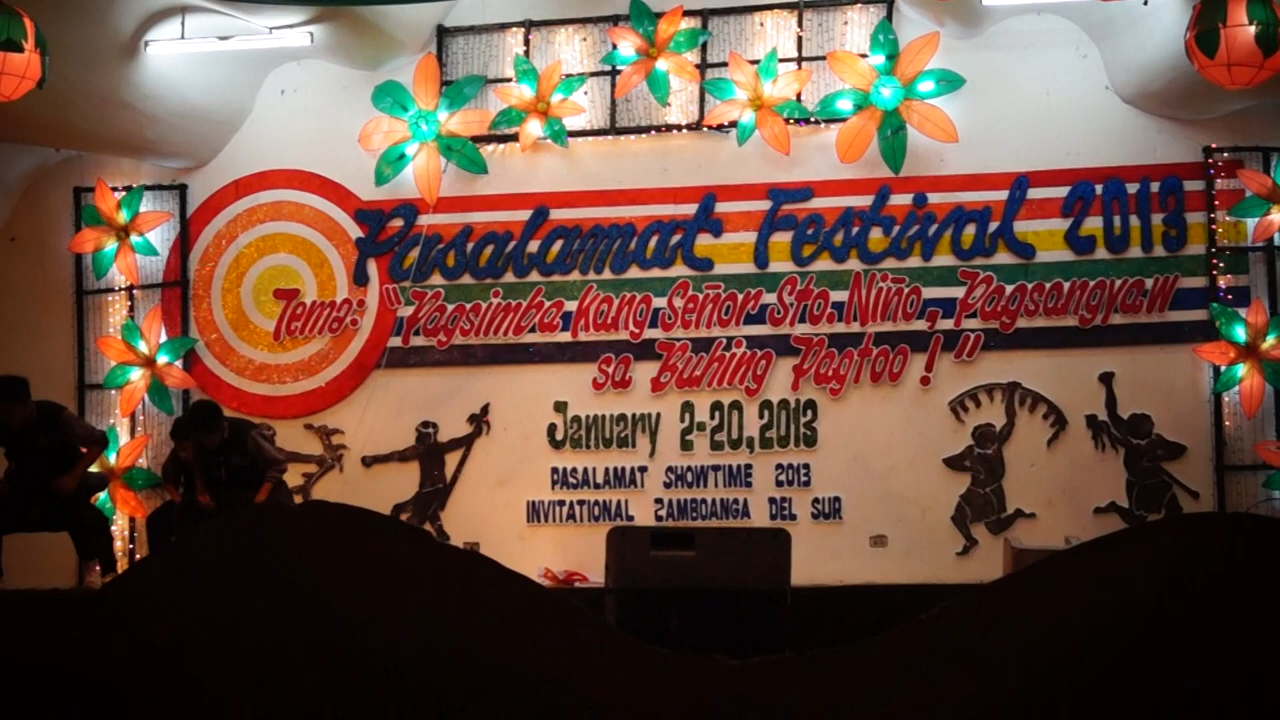 Pasalamat Festival 2013
Tema: "Pagsimba Kang Señor Sto. Niño, Pagsangyaw
sa Buhing Pagtoo!"
January 2-20,2013
PASALAMAT SHOWTIME 2013
INVITATIONAL ZAMBOANGA DEL SUR